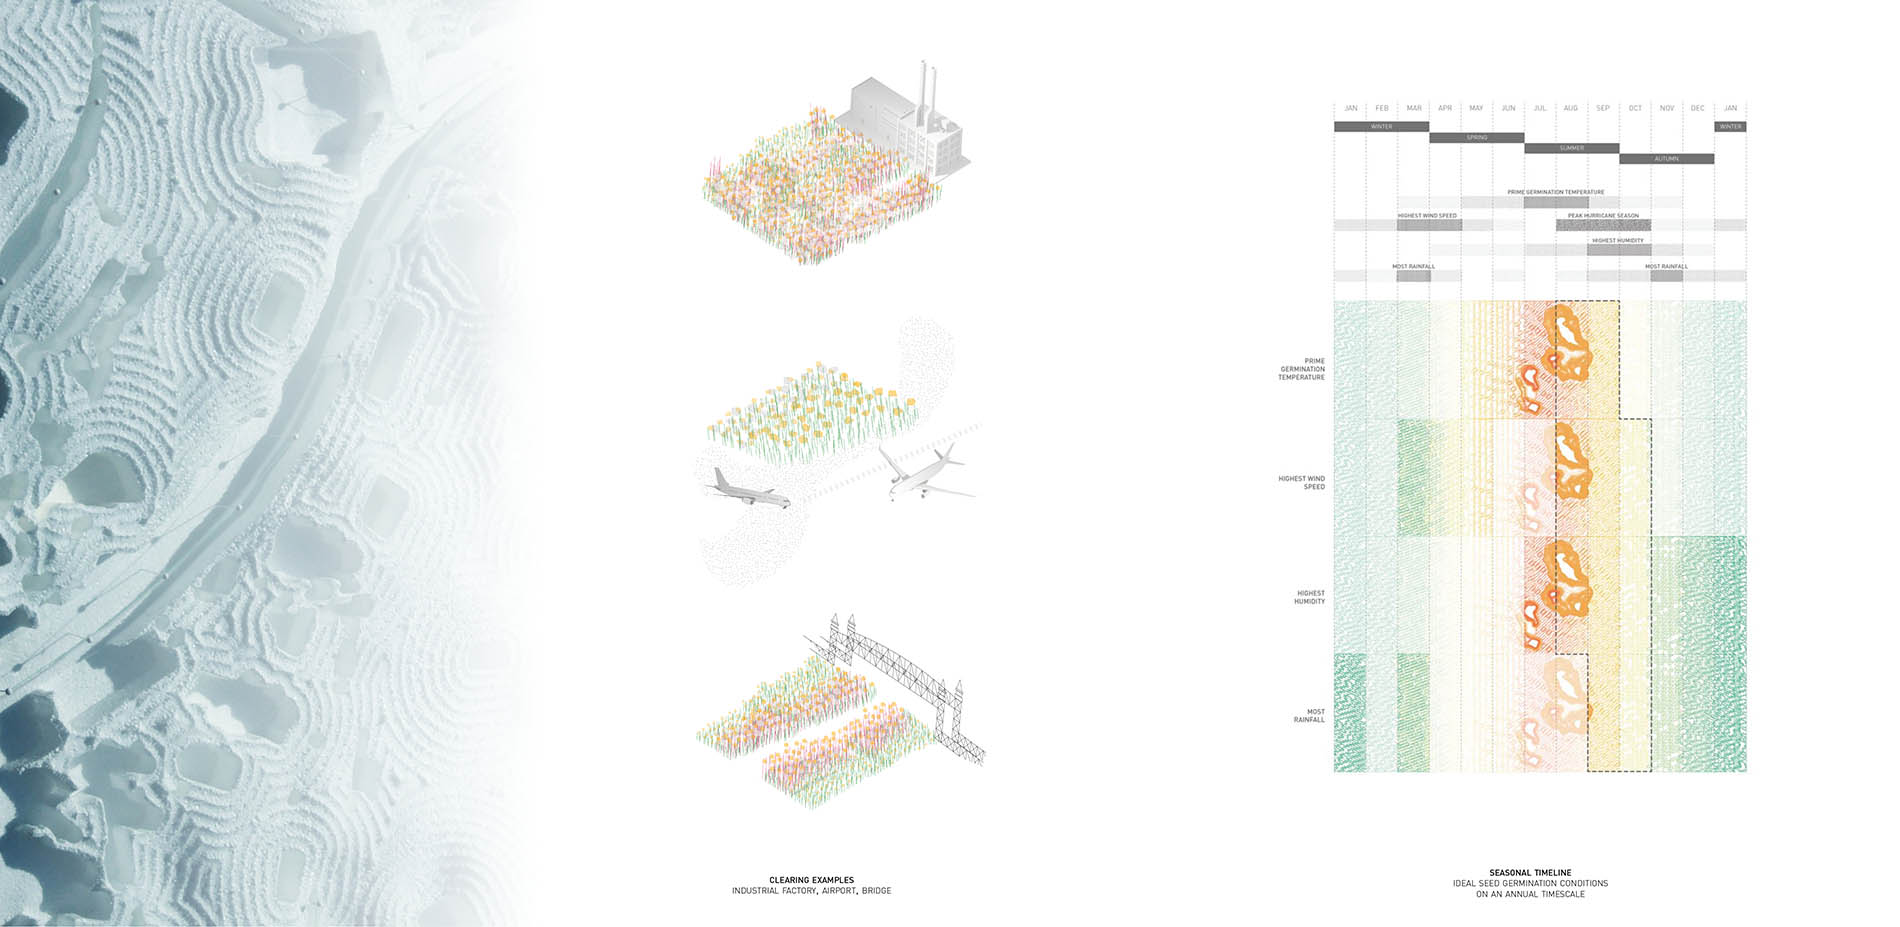 CLEARING EXAMPLES
INDUSTRIAL FACTORY, AIRPORT, BRIDGE
JAN FEB MAR APR MAY JUN JUL AUG SEP OCT NOV DEC JAN
WINTER WINTER
SPRING
SUMMER
AUTUMN
PRIME GERMINATION TEMPERATURE
HIGHEST WIND SPEED PEAK HURRICANE SEASON
HIGHEST HUMIDITY
MOST RAINFALL MOST RAINFALL
PRIME
GERMINATION
TEMPERATURE
HIGHEST WIND
SPEED
HIGHEST
HUMIDITY
MOST
RAINFALL
SEASONAL TIMELINE
IDEAL SEED GERMINATION CONDITIONS
ON AN ANNUAL TIMESCALE